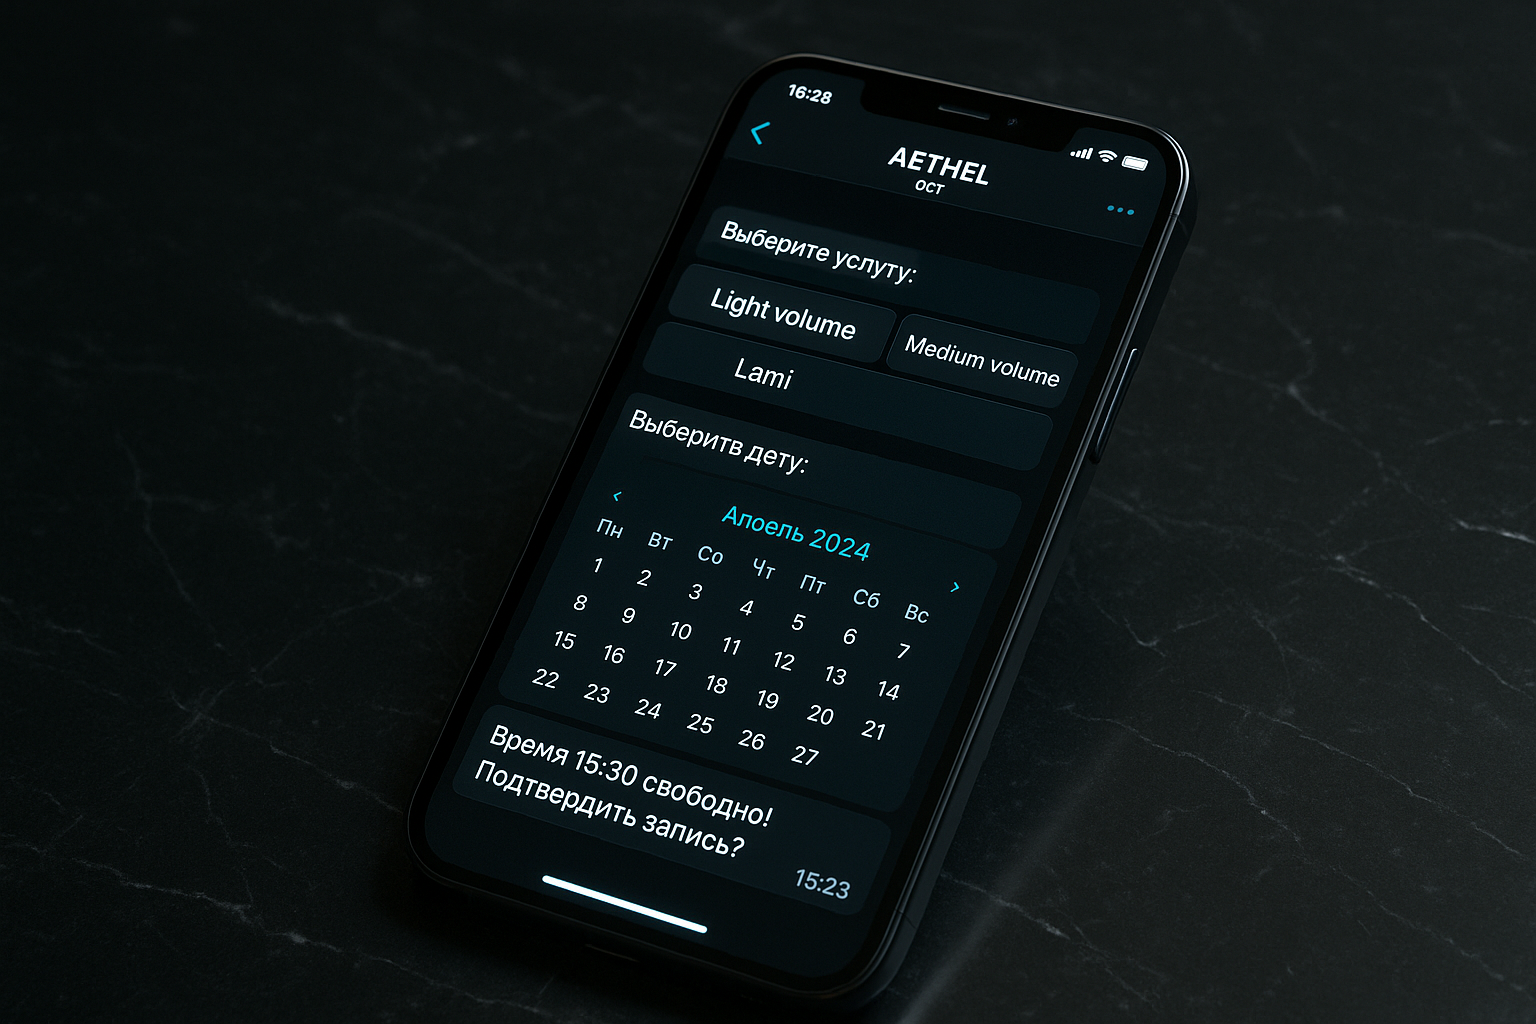 16:28
AETHEL
ОСТ
Выберите услуту:
Light volume
Medium volume
Lami
Выберитв дету:
Алоель 2024
Пн Вт Со Чт Пт Сб Вс
1 2 3 4 5 6 7
8 9 10 11 12 13 14
15 16 17 18 19 20 21
22 23 24 25 26 27
Время 15:30 свободно!
Подтвердить запись?
15:23